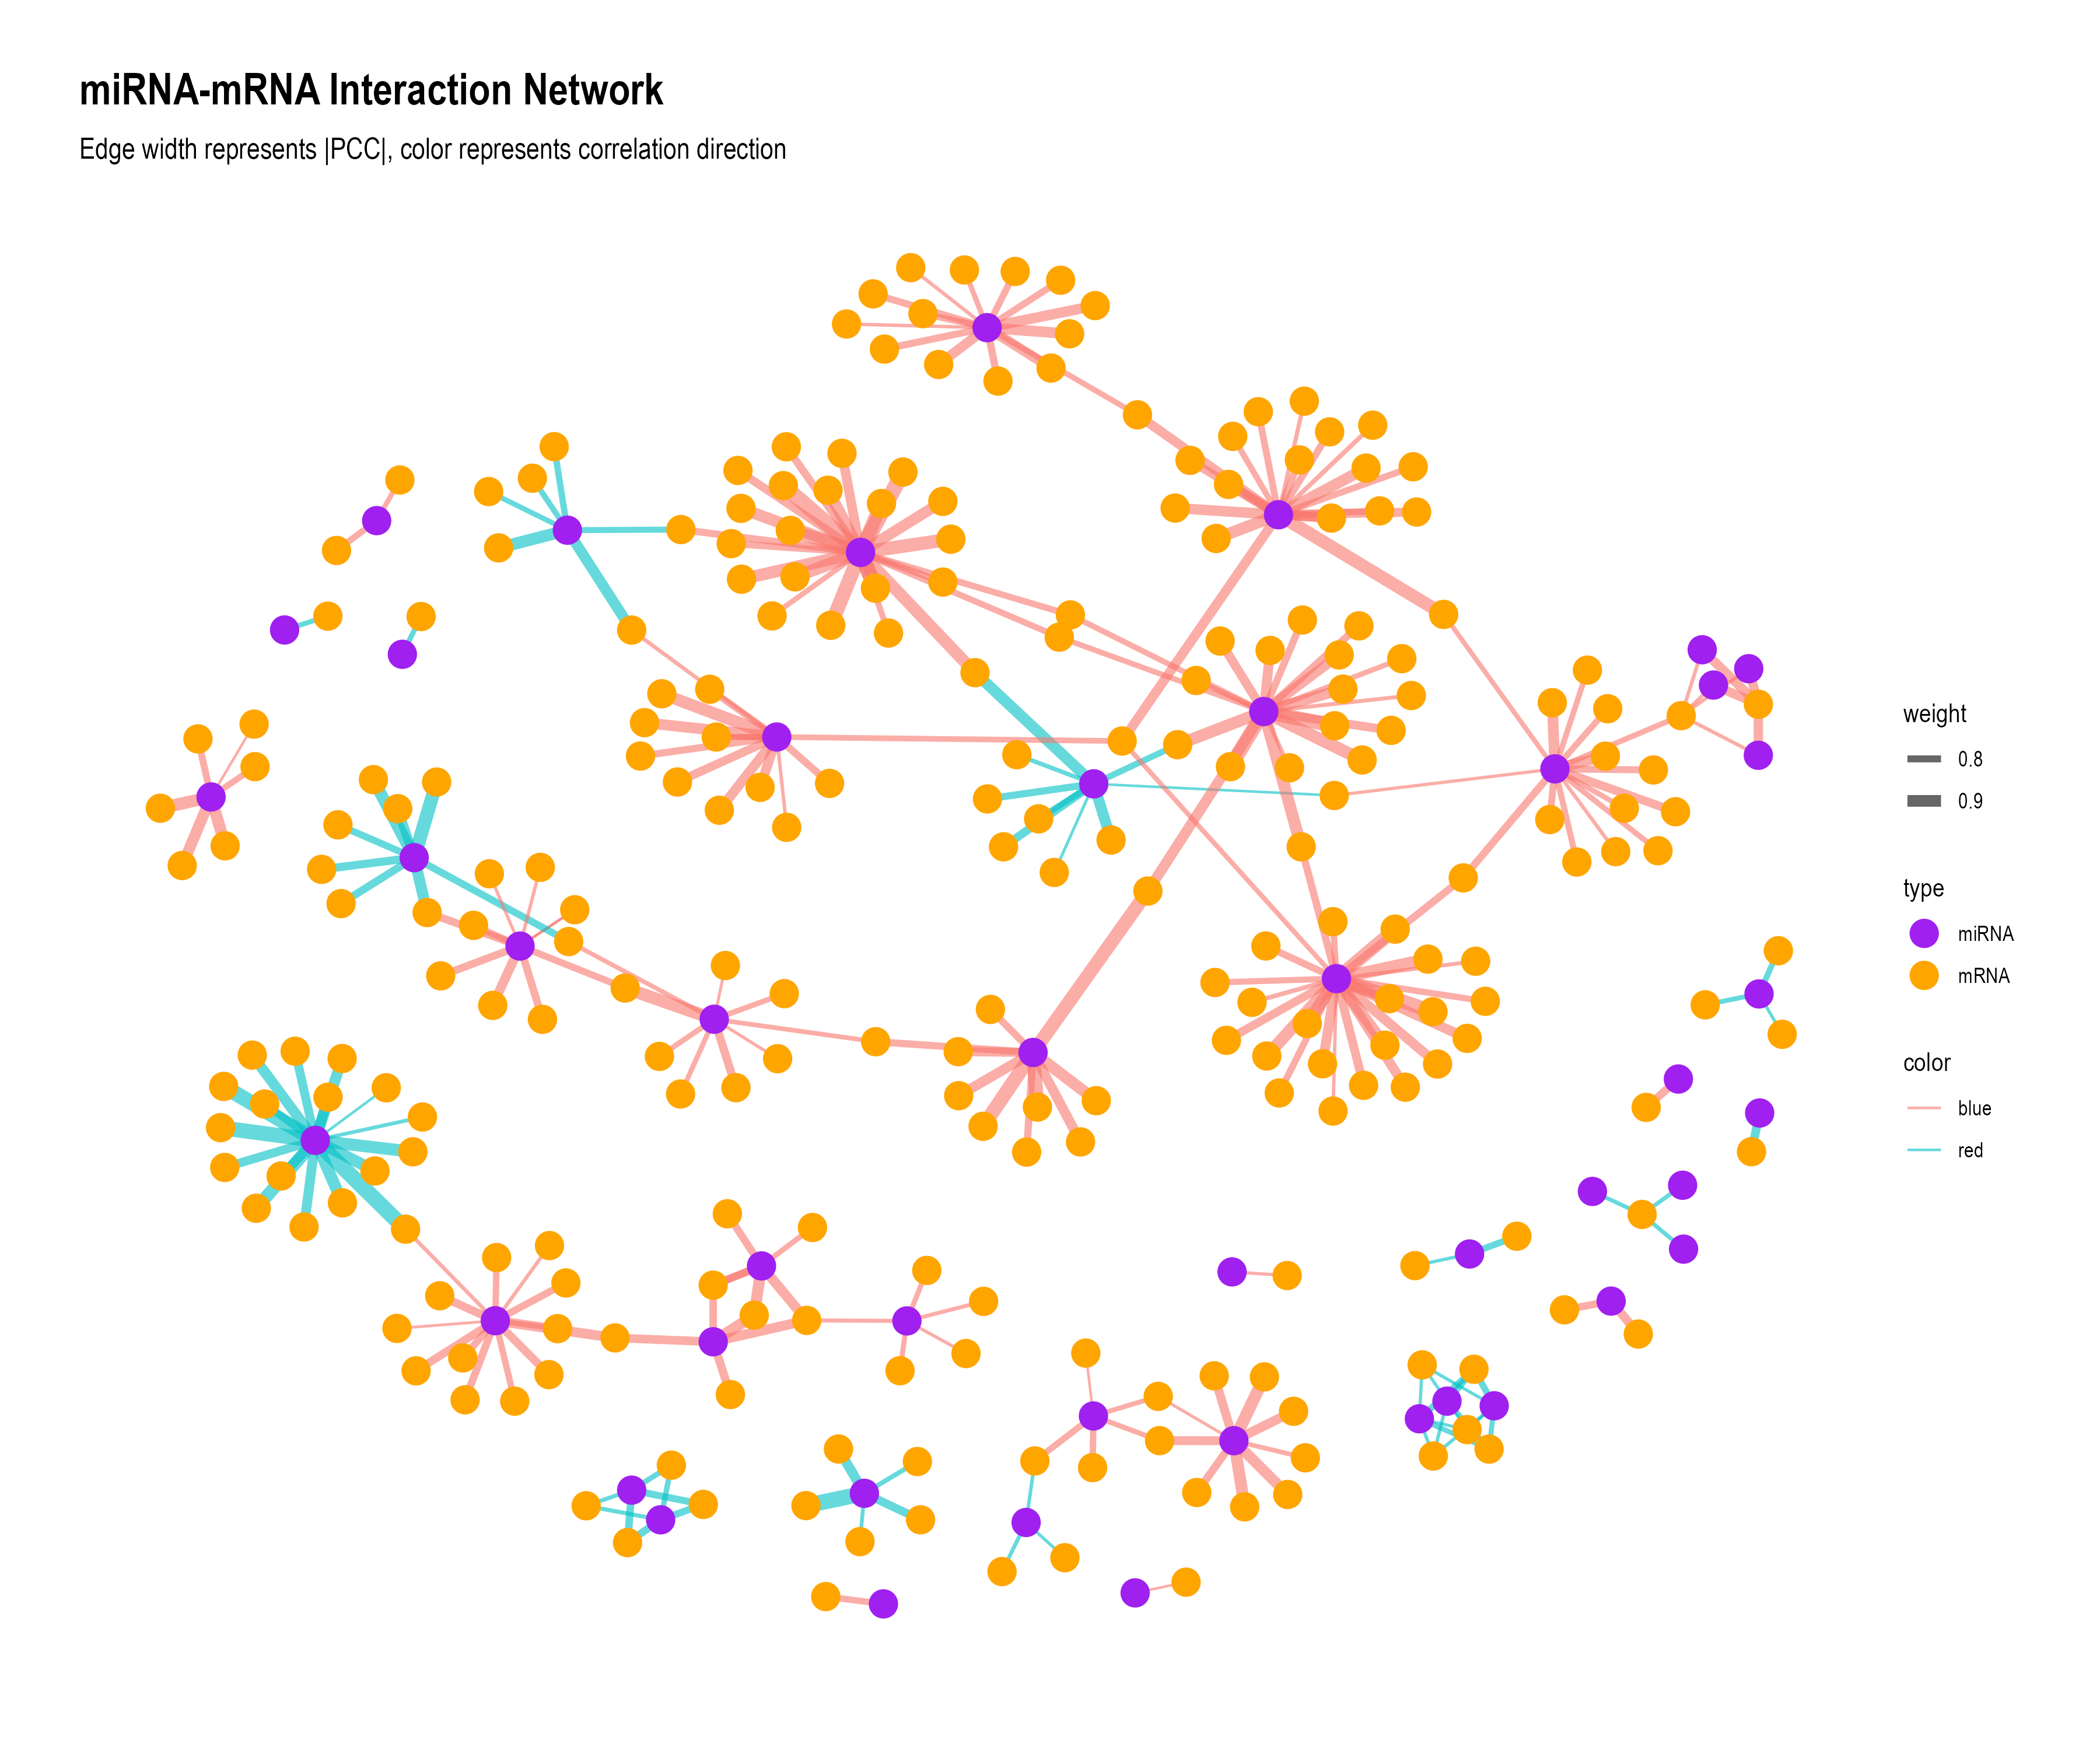 miRNA-mRNA Interaction Network
Edge width represents |PCC|, color represents correlation direction
weight
0.8
0.9
type
miRNA
mRNA
color
blue
red